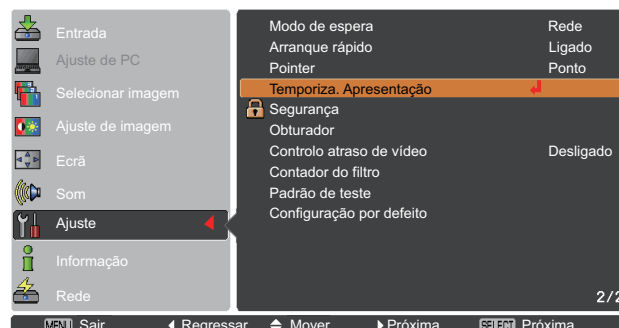 Entrada
Ajuste de PC
Selecionar imagem
Ajuste de imagem
Ecrã
Som
Ajuste
Informação
Rede
Modo de espera Rede
Arranque rápido Ligado
Pointer Ponto
Temporiza. Apresentação
Segurança
Obturador
Controlo atraso de vídeo Desligado
Contador do filtro
Padrão de teste
Configuração por defeito
2/2
MENU Sair Regressar Mover Próxima SELECT Próxima